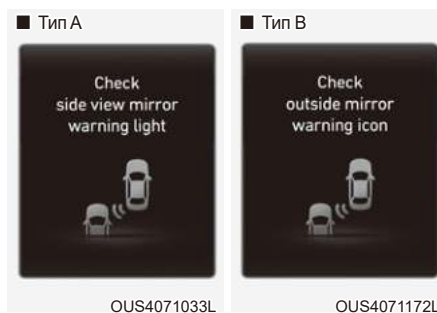 ■ Тип A
Check
side view mirror
warning light
OUS4071033L
■ Тип B
Check
outside mirror
warning icon
OUS4071172L